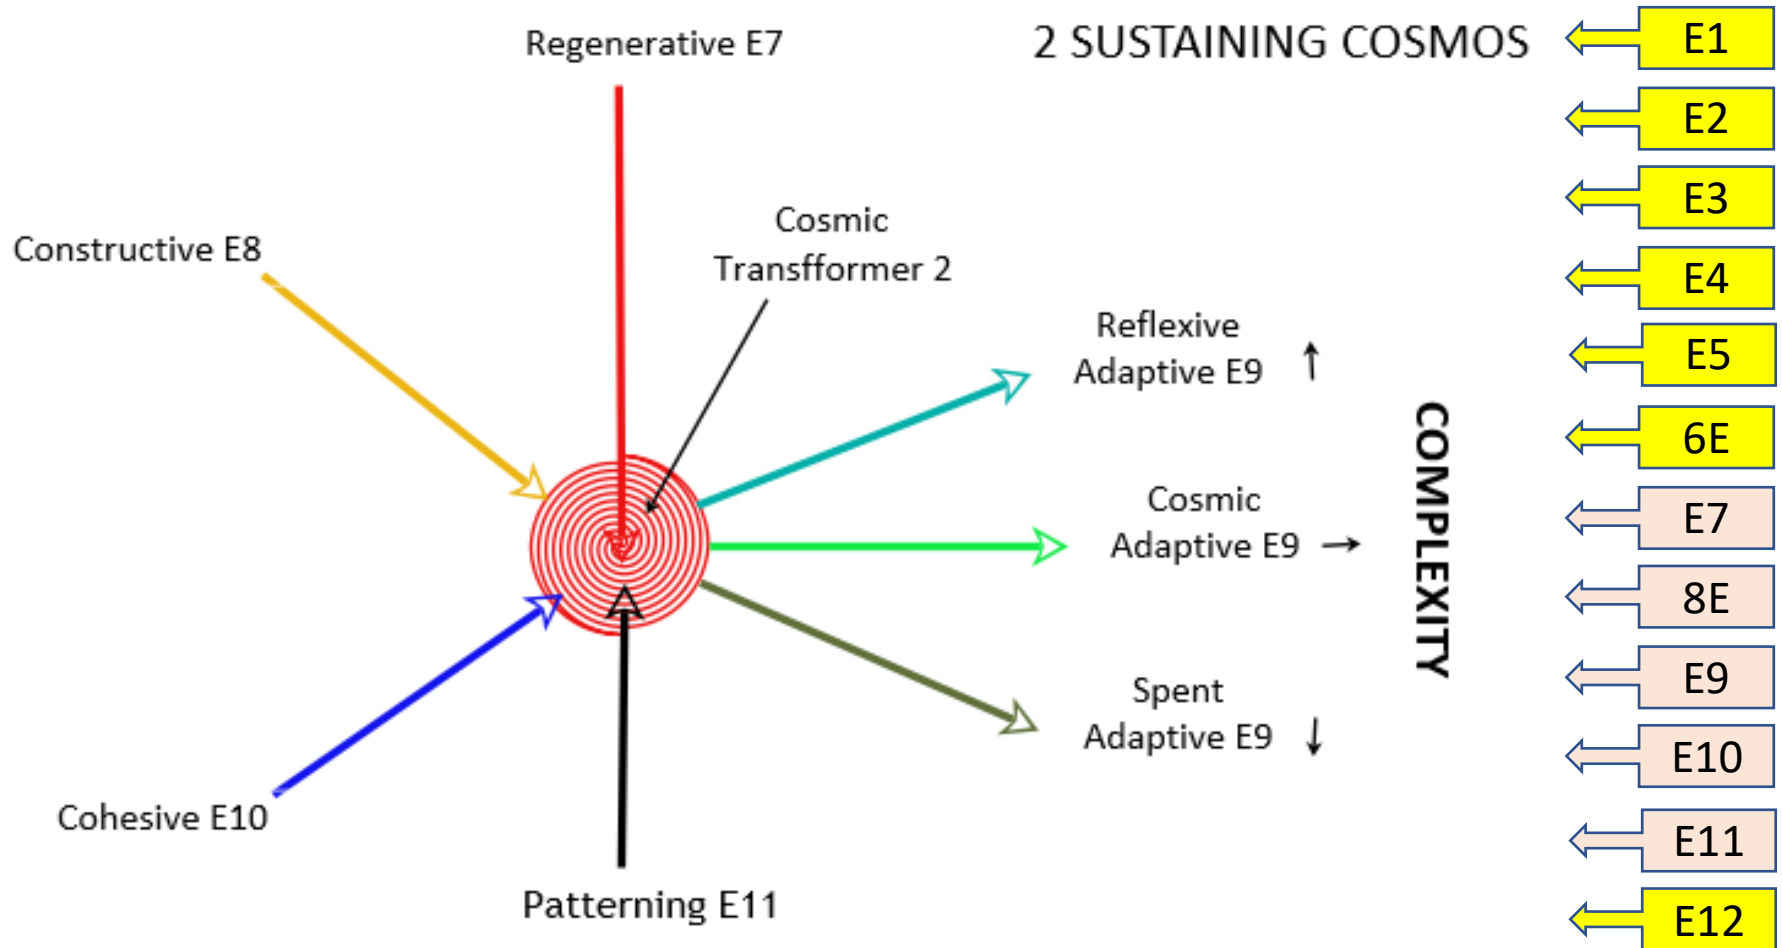 Regenerative E7
2 SUSTAINING COSMOS
Constructive E8
Cosmic
Transfformer 2
Reflexive
Adaptive E9
Cosmic
Adaptive E9
Spent
Adaptive E9
COMPLEXITY
Cohesive E10
Patterning E11
E1
E2
E3
E4
E5
6E
E7
8E
E9
E10
E11
E12